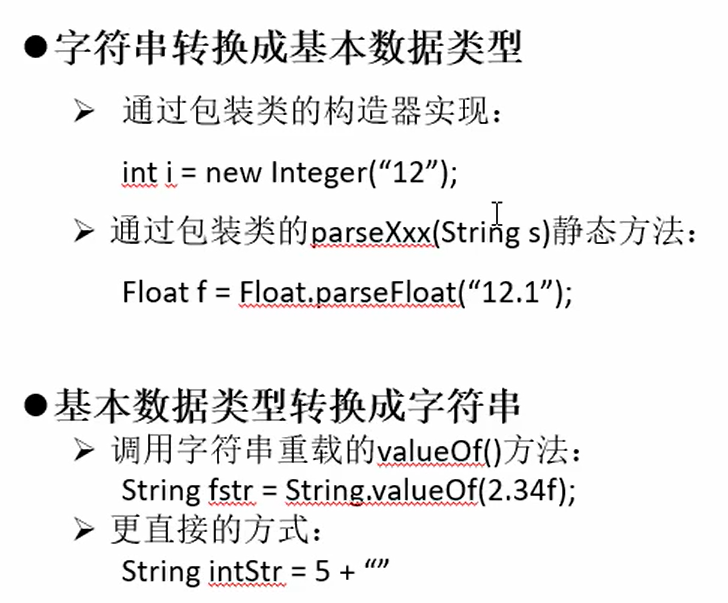 ●字符串转换成基本数据类型
➢ 通过包装类的构造器实现：
int i = new Integer(“12”);
➢ 通过包装类的parseXxx(String s)静态方法：
Float f = Float.parseFloat(“12.1”);
●基本数据类型转换成字符串
➢ 调用字符串重载的valueOf()方法：
String fstr = String.valueOf(2.34f);
➢ 更直接的方式：
String intStr = 5 + “”